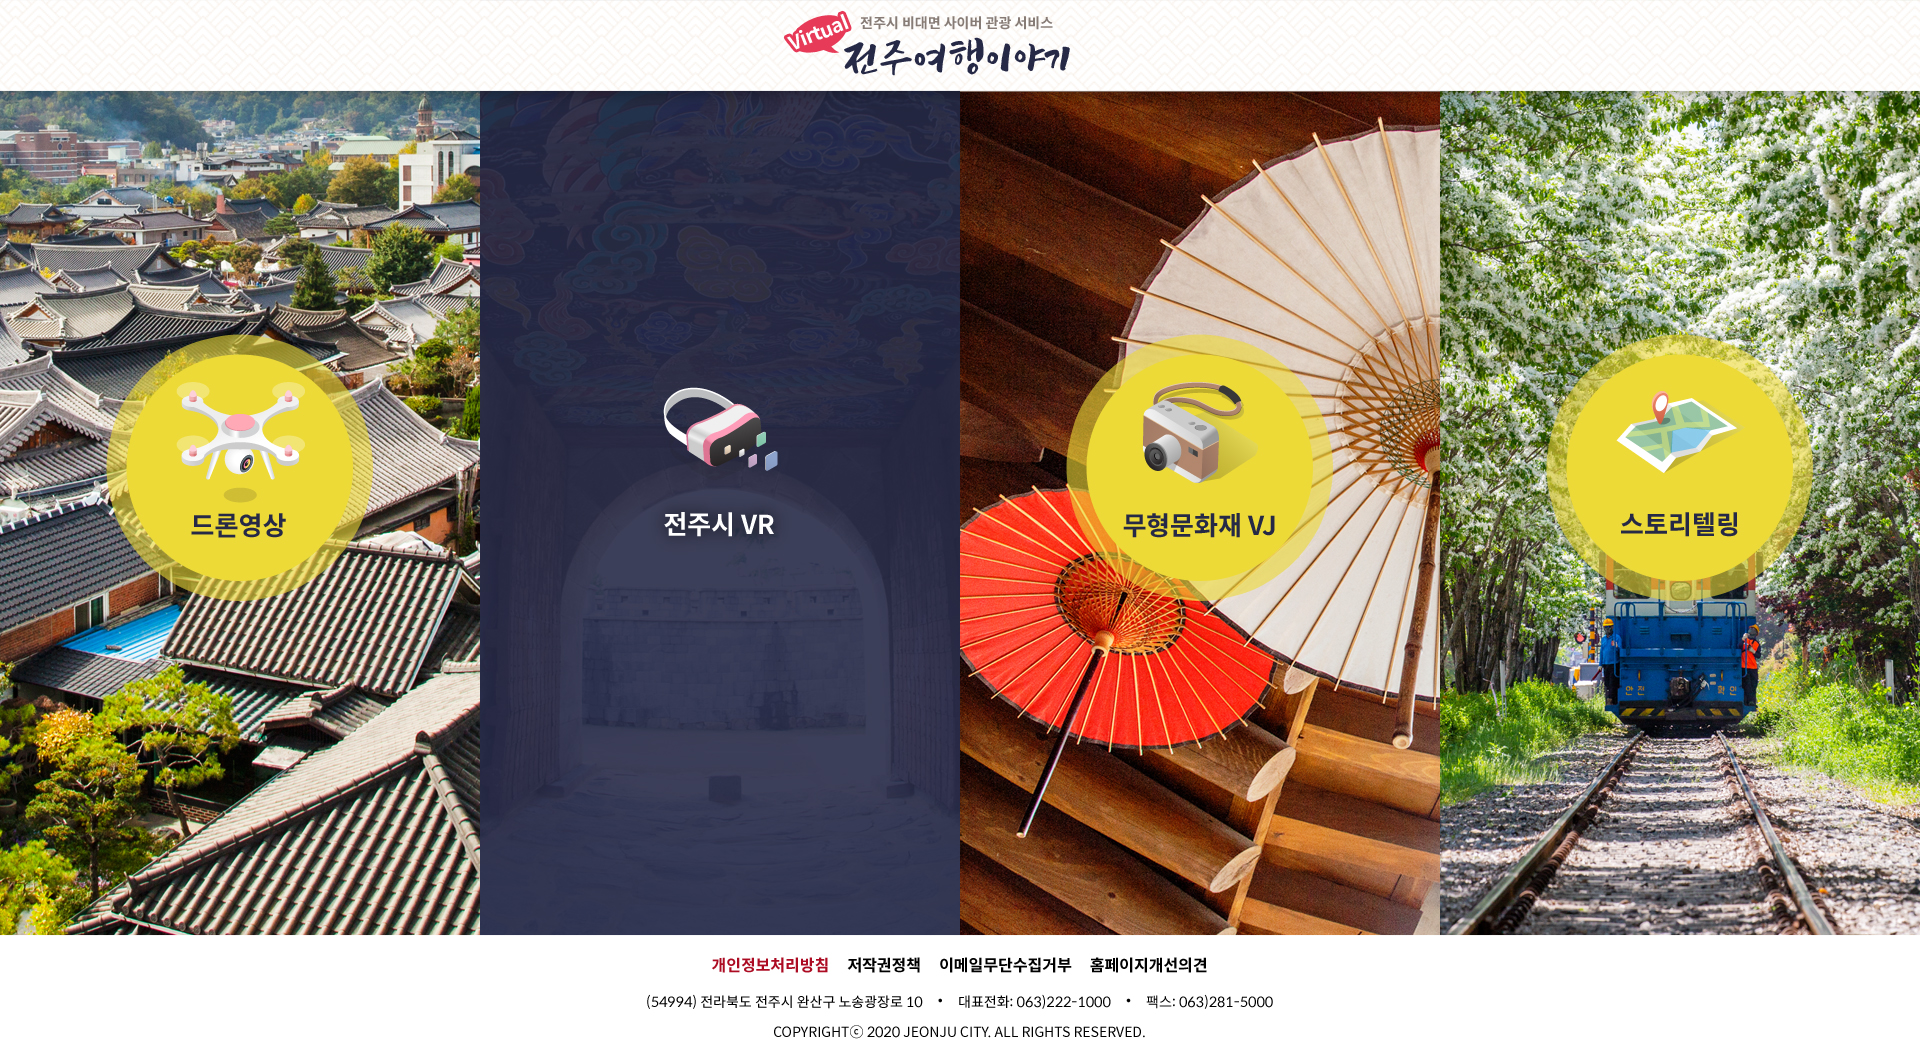 Virtual
전주시 비대면 사이버 관광 서비스
전주여행이야기
드론영상
전주시 VR
무형문화재 VJ
스토리텔링
안전 확인
개인정보처리방침 저작권정책 이메일무단수집거부 홈페이지개선의견
(54994) 전라북도 전주시 완산구 노송광장로 10 • 대표전화: 063)222-1000 • 팩스: 063)281-5000
COPYRIGHTⓒ 2020 JEONJU CITY. ALL RIGHTS RESERVED.